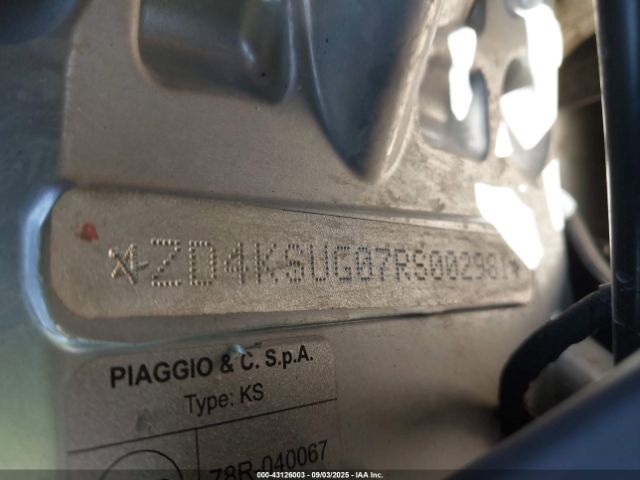 *ZD4KSUG07RS002981*
PIAGGIO & C. S.p.A.
Type: KS
78R-040067
000-43126003 - 09/03/2025 - IAA Inc.